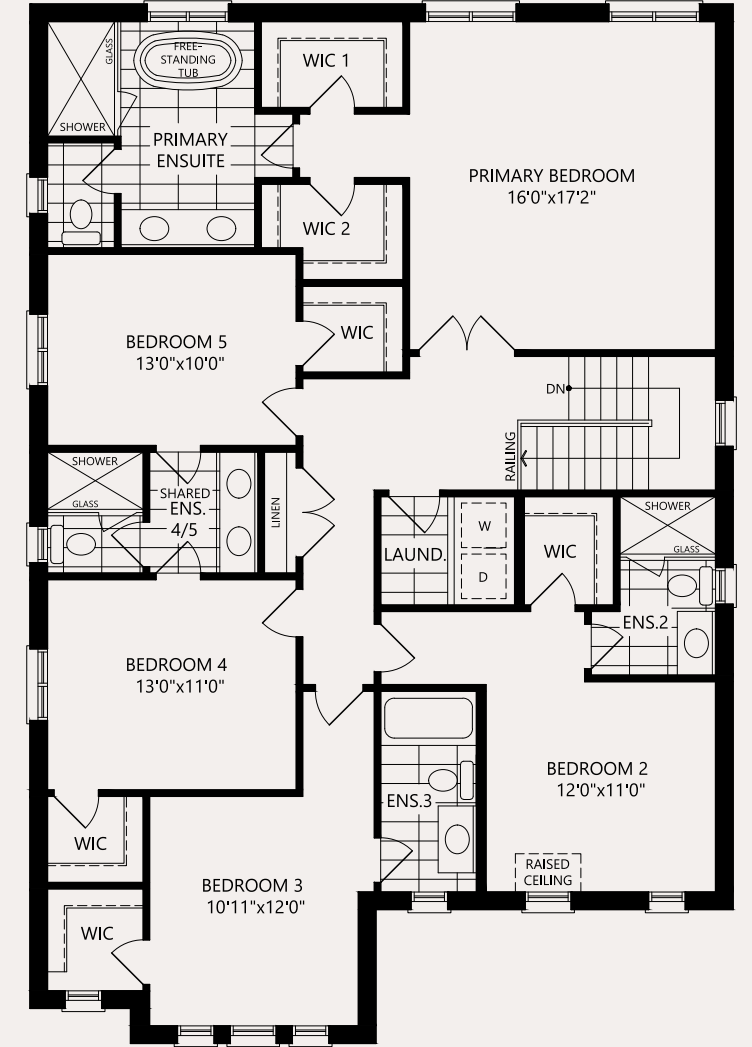 GLASS
FREE-
STANDING
TUB
WIC 1
SHOWER
PRIMARY
ENSUITE
PRIMARY BEDROOM
16'0"x17'2"
WIC 2
BEDROOM 5
13'0"x10'0"
WIC
DN
RAILING
SHOWER
GLASS
SHARED
ENS.
4/5
LINEN
LAUND.
W
D
WIC
SHOWER
GLASS
ENS.2
BEDROOM 4
13'0"x11'0"
BEDROOM 2
12'0"x11'0"
ENS.3
WIC
RAISED
CEILING
BEDROOM 3
10'11"x12'0"
WIC